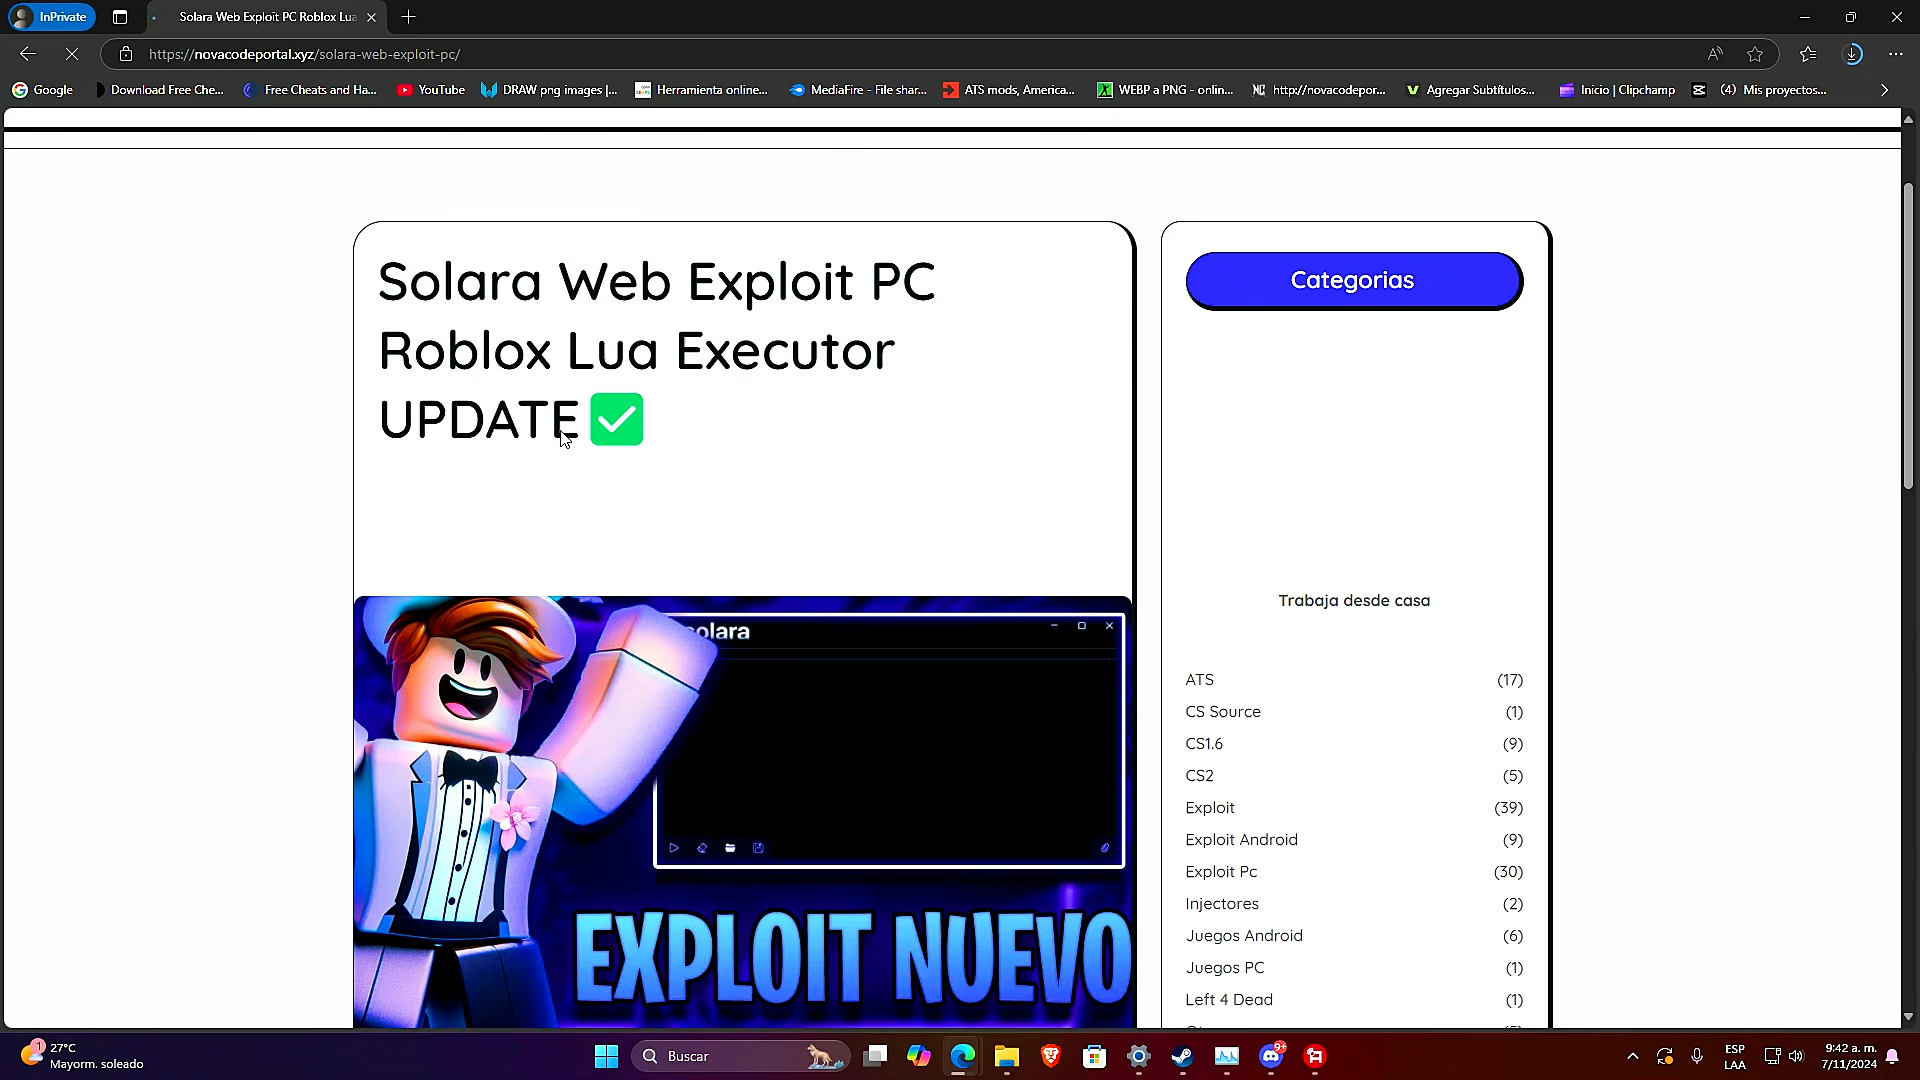 InPrivate
Solara Web Exploit PC Roblox Lua
https://novacodeportal.xyz/solara-web-exploit-pc/
Google
Download Free Che...
Free Cheats and Ha...
YouTube
DRAW png images |...
Herramienta online...
MediaFire - File shar...
ATS mods, America...
WEBP a PNG - onlin...
http://novacodepor...
Agregar Subtítulos...
Inicio | Clipchamp
(4) Mis proyectos...
Solara Web Exploit PC
Roblox Lua Executor
UPDATE ✅
solara
EXPLOIT NUEVO
Categorias
Trabaja desde casa
ATS (17)
CS Source (1)
CS1.6 (9)
CS2 (5)
Exploit (39)
Exploit Android (9)
Exploit Pc (30)
Injectores (2)
Juegos Android (6)
Juegos PC (1)
Left 4 Dead (1)
1
27°C
Mayorm. soleado
Buscar
9+
ESP
LAA
9:42 a. m.
7/11/2024